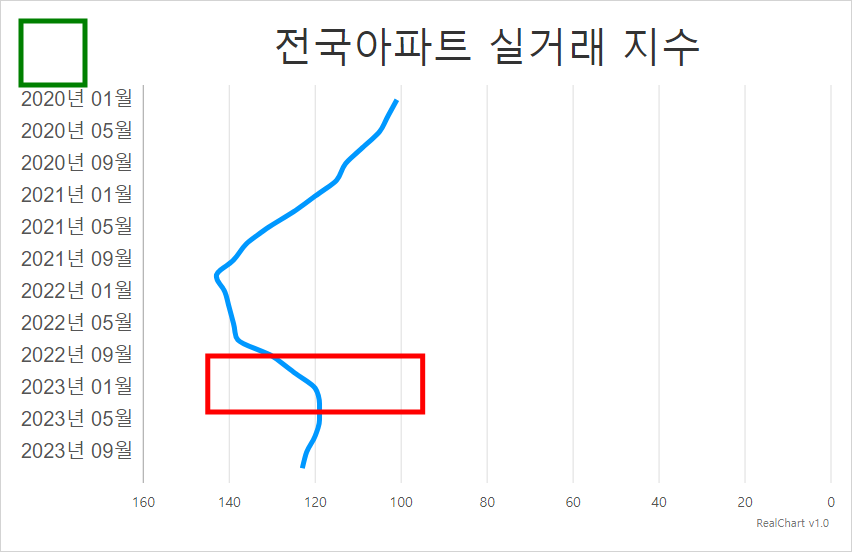 전국아파트 실거래 지수
2020년 01월
2020년 05월
2020년 09월
2021년 01월
2021년 05월
2021년 09월
2022년 01월
2022년 05월
2022년 09월
2023년 01월
2023년 05월
2023년 09월
160 140 120 100 80 60 40 20 0
RealChart v1.0